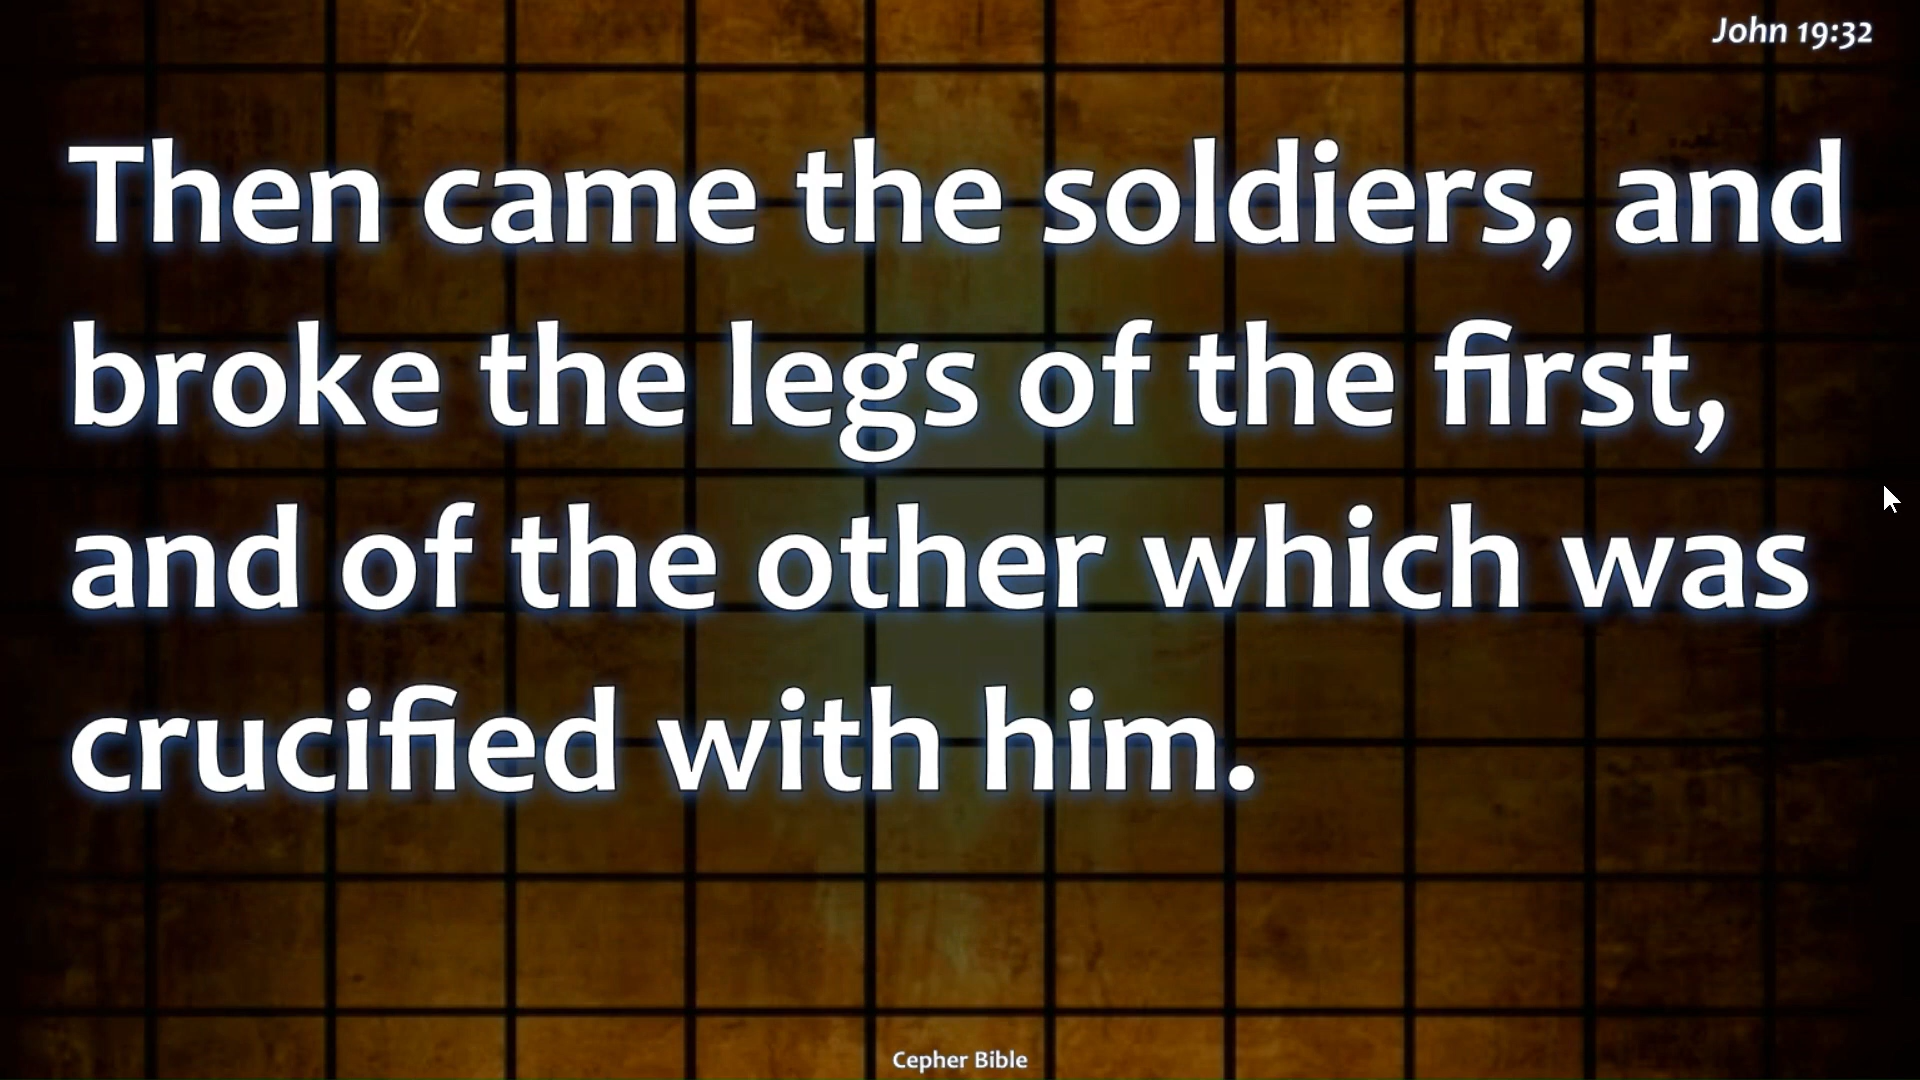 John 19:32
Then came the soldiers, and
broke the legs of the first,
and of the other which was
crucified with him.
Cepher Bible